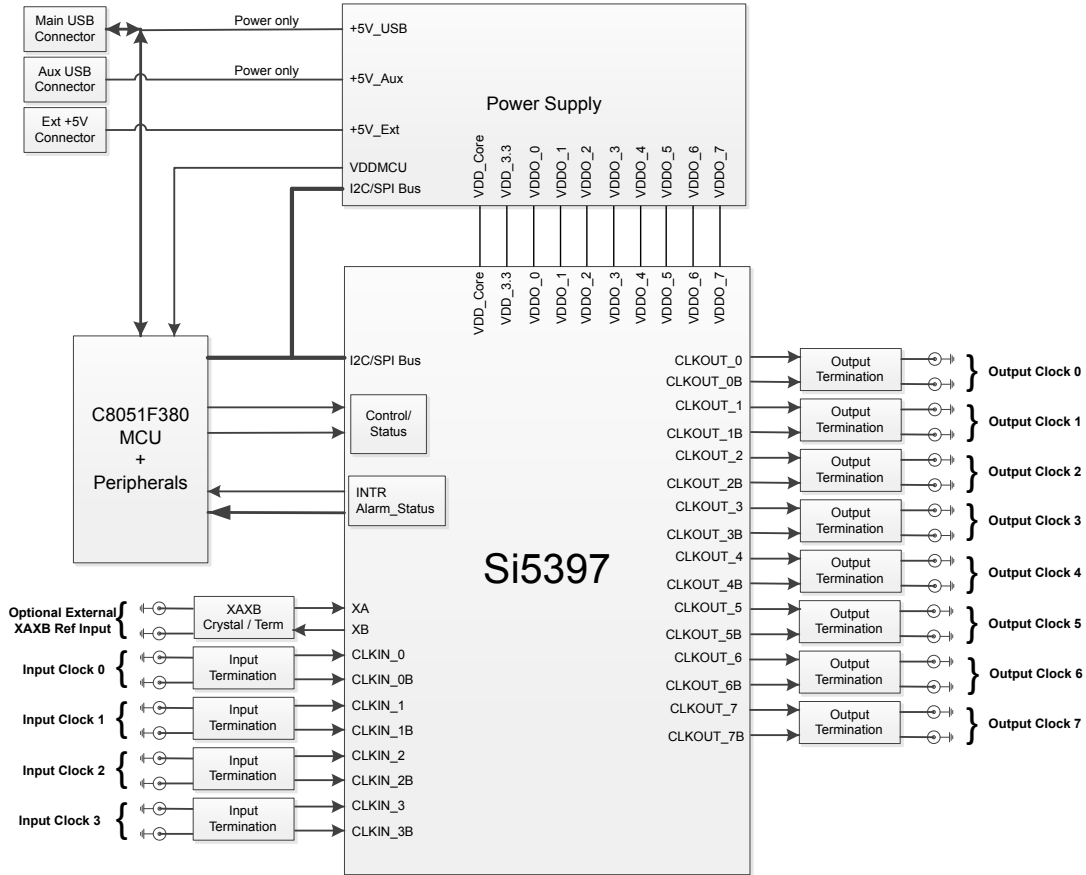 Main USB
Connector
Power only
+5V_USB
Aux USB
Connector
Power only
+5V_Aux
Ext +5V
Connector
+5V_Ext
Power Supply
VDDMCU
I2C/SPI Bus
VDD_Core
VDD_3.3
VDDO_0
VDDO_1
VDDO_2
VDDO_3
VDDO_4
VDDO_5
VDDO_6
VDDO_7
VDD_Core
VDD_3.3
VDDO_0
VDDO_1
VDDO_2
VDDO_3
VDDO_4
VDDO_5
VDDO_6
VDDO_7
C8051F380
MCU
+
Peripherals
I2C/SPI Bus
Control/
Status
INTR
Alarm_Status
Si5397
Optional External
XAXB Ref Input
XAXB
Crystal / Term
XA
XB
Input Clock 0
Input
Termination
CLKIN_0
CLKIN_0B
Input Clock 1
Input
Termination
CLKIN_1
CLKIN_1B
Input Clock 2
Input
Termination
CLKIN_2
CLKIN_2B
Input Clock 3
Input
Termination
CLKIN_3
CLKIN_3B
CLKOUT_0
CLKOUT_0B
Output
Termination
Output Clock 0
CLKOUT_1
CLKOUT_1B
Output
Termination
Output Clock 1
CLKOUT_2
CLKOUT_2B
Output
Termination
Output Clock 2
CLKOUT_3
CLKOUT_3B
Output
Termination
Output Clock 3
CLKOUT_4
CLKOUT_4B
Output
Termination
Output Clock 4
CLKOUT_5
CLKOUT_5B
Output
Termination
Output Clock 5
CLKOUT_6
CLKOUT_6B
Output
Termination
Output Clock 6
CLKOUT_7
CLKOUT_7B
Output
Termination
Output Clock 7